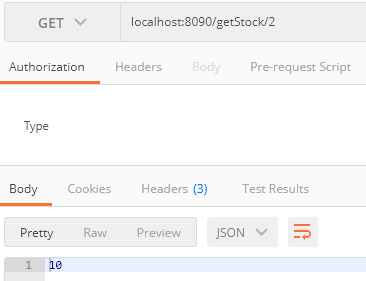 GET localhost:8090/getStock/2
Authorization Headers Body Pre-request Script
Type
Body Cookies Headers (3) Test Results
Pretty Raw Preview JSON
1 10